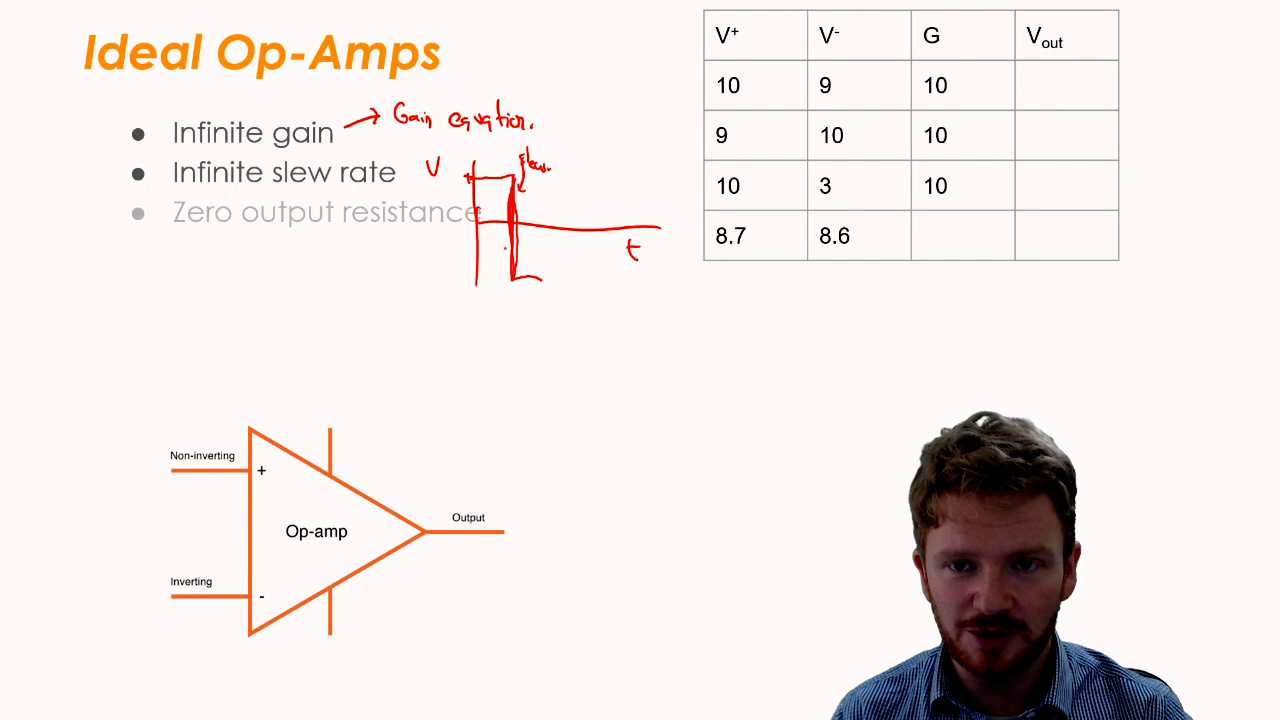 Ideal Op-Amps
● Infinite gain → Gain equation.
● Infinite slew rate
● Zero output resistance
V
t
V+ V- G Vout
10 9 10
9 10 10
10 3 10
8.7 8.6
Non-inverting
+
Op-amp
Output
Inverting
-